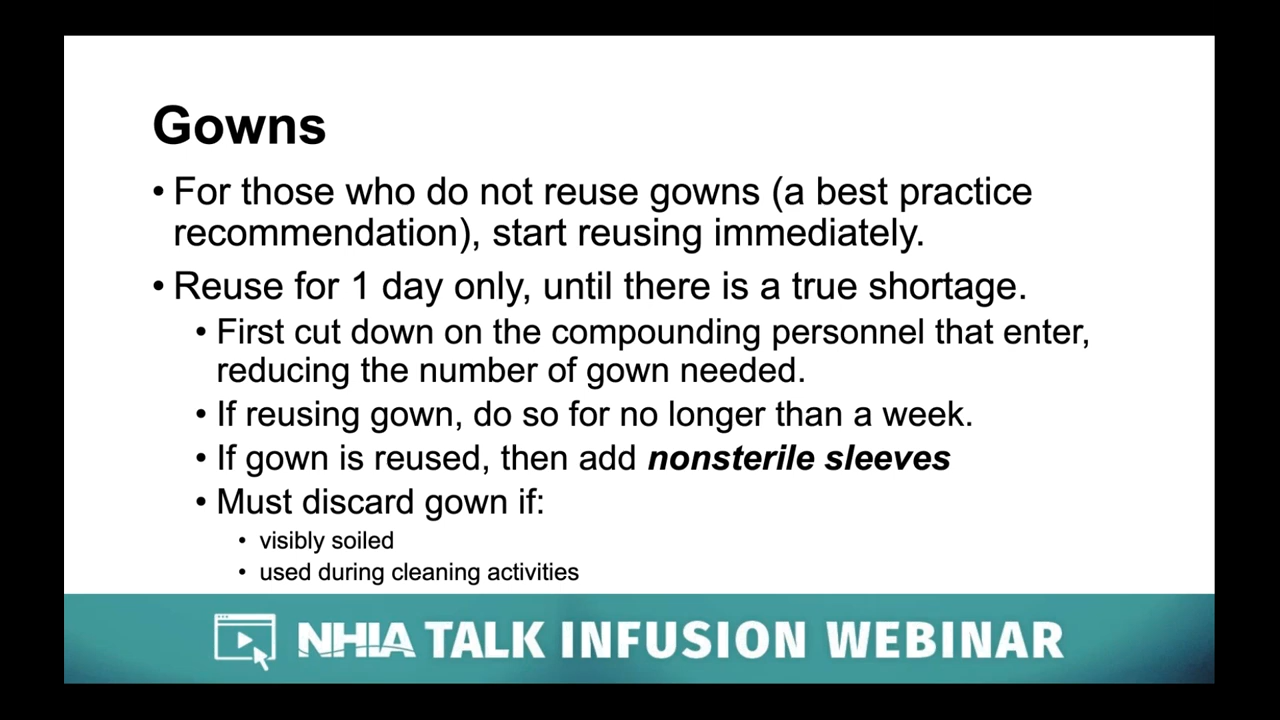 Gowns
• For those who do not reuse gowns (a best practice
recommendation), start reusing immediately.
• Reuse for 1 day only, until there is a true shortage.
• First cut down on the compounding personnel that enter,
reducing the number of gown needed.
• If reusing gown, do so for no longer than a week.
• If gown is reused, then add nonsterile sleeves
• Must discard gown if:
• visibly soiled
• used during cleaning activities
NHIA TALK INFUSION WEBINAR